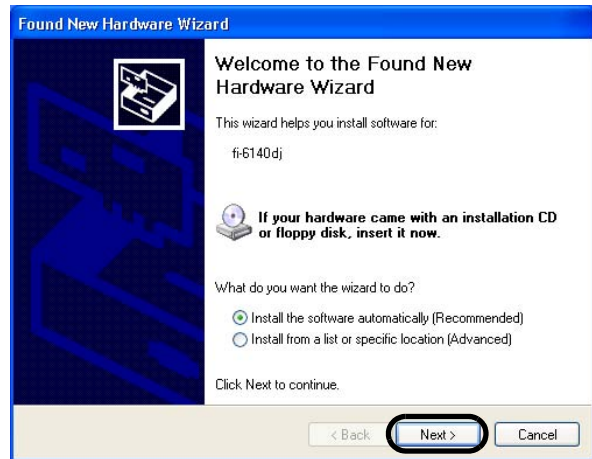 Found New Hardware Wizard
Welcome to the Found New
Hardware Wizard
This wizard helps you install software for:
fi-6140dj
If your hardware came with an installation CD
or floppy disk, insert it now.
What do you want the wizard to do?
Install the software automatically (Recommended)
Install from a list or specific location (Advanced)
Click Next to continue.
< Back
Next >
Cancel